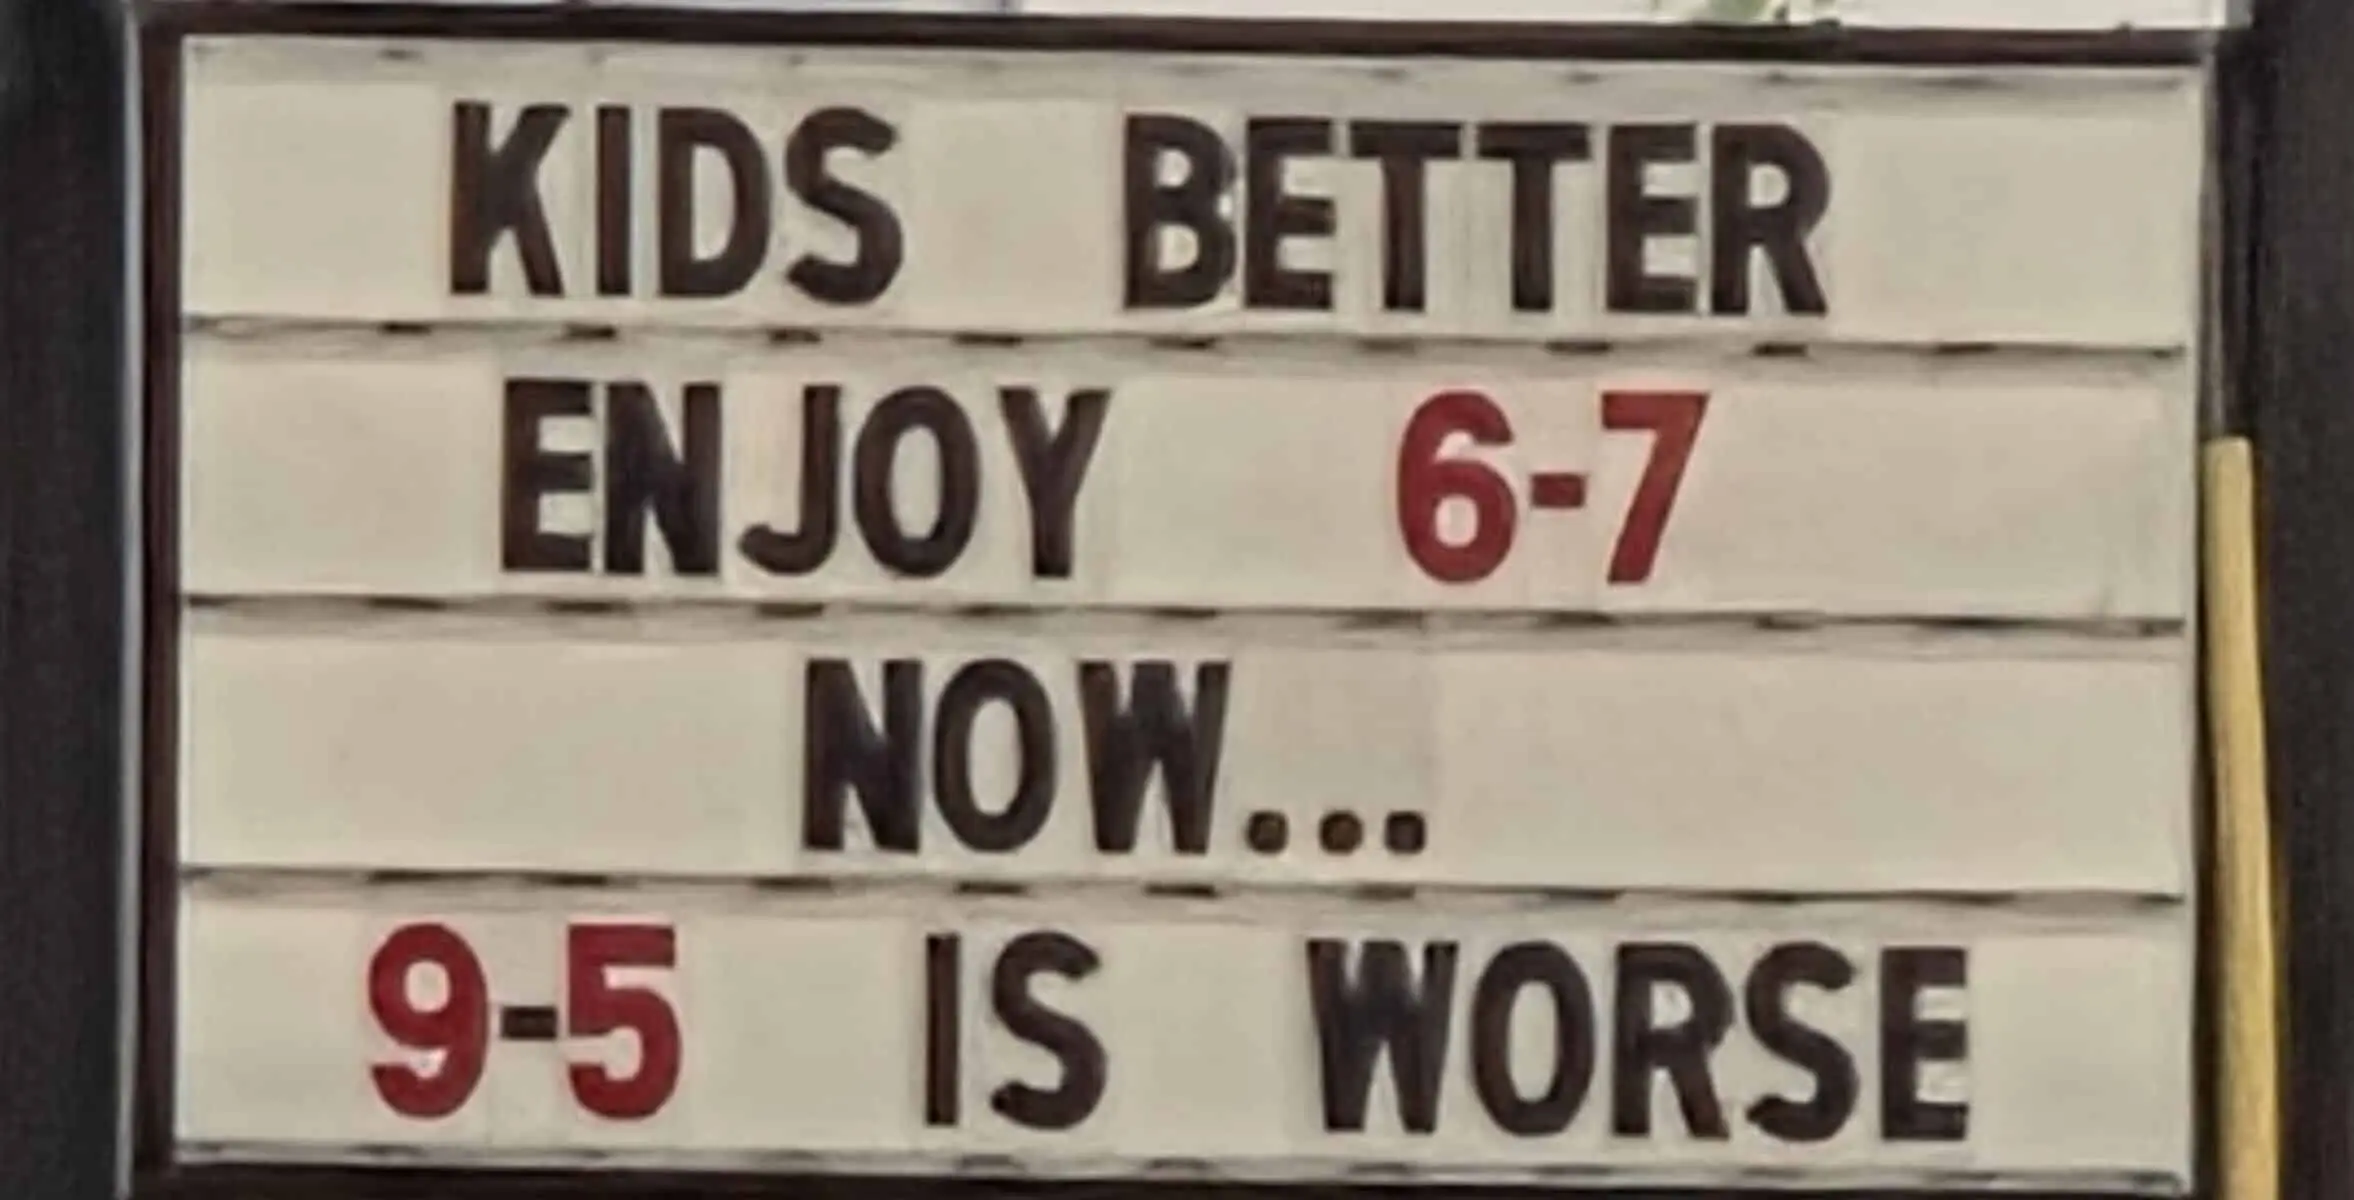 KIDS BETTER
ENJOY 6-7
NOW...
9-5 IS WORSE